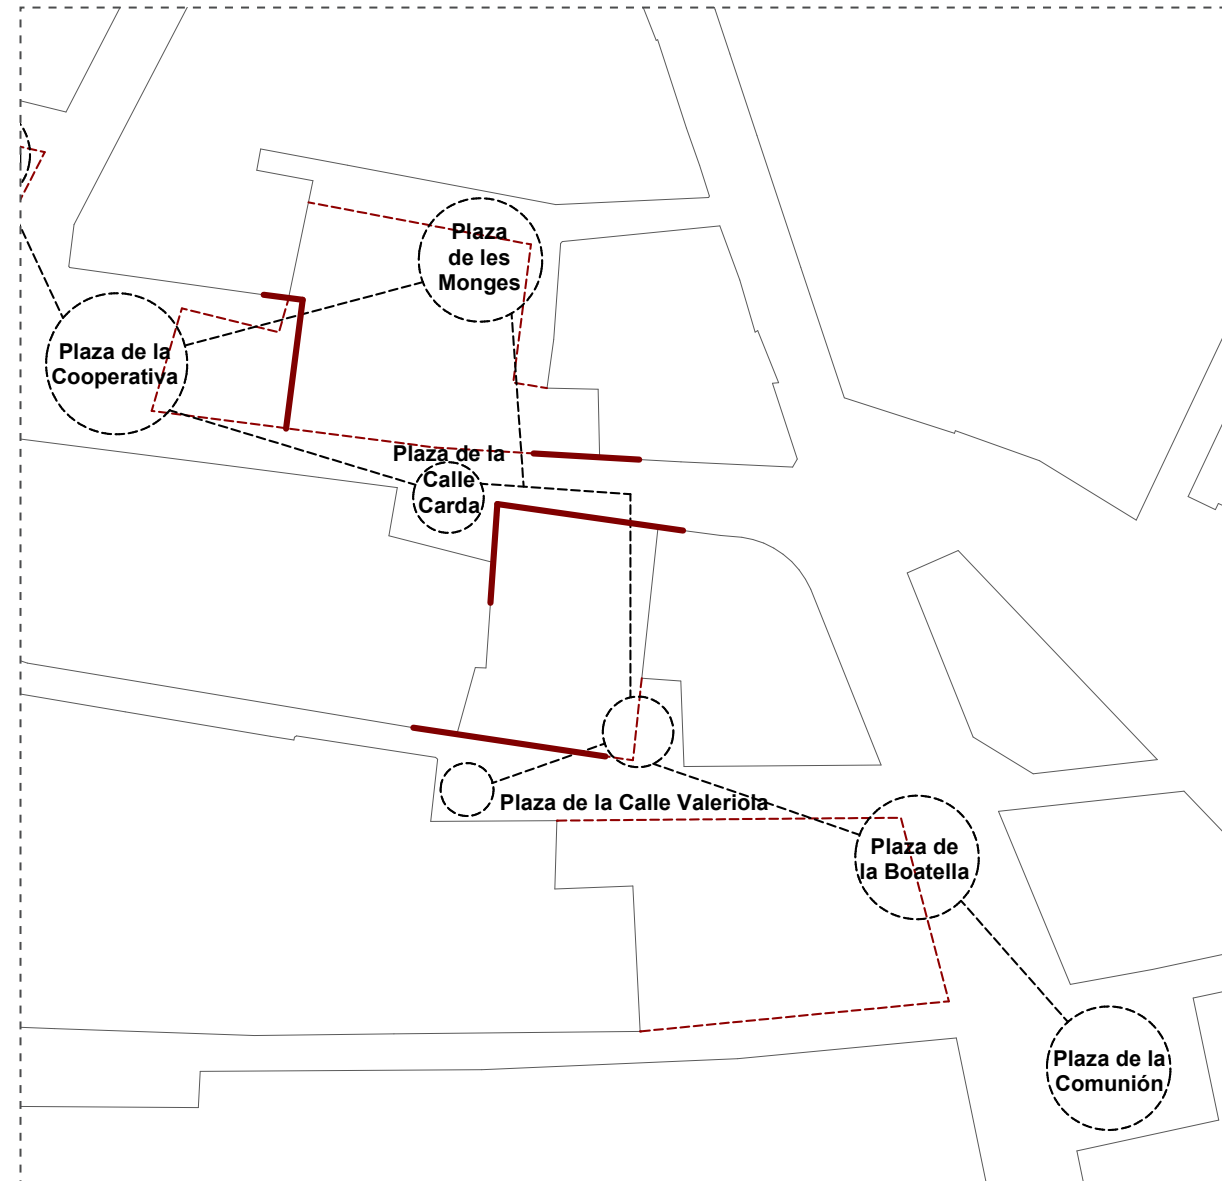 Plaza
de les
Monges
Plaza de la
Cooperativa
Plaza de la
Calle
Carda
Plaza de la Calle Valeriola
Plaza de
la Boatella
Plaza de la
Comunión